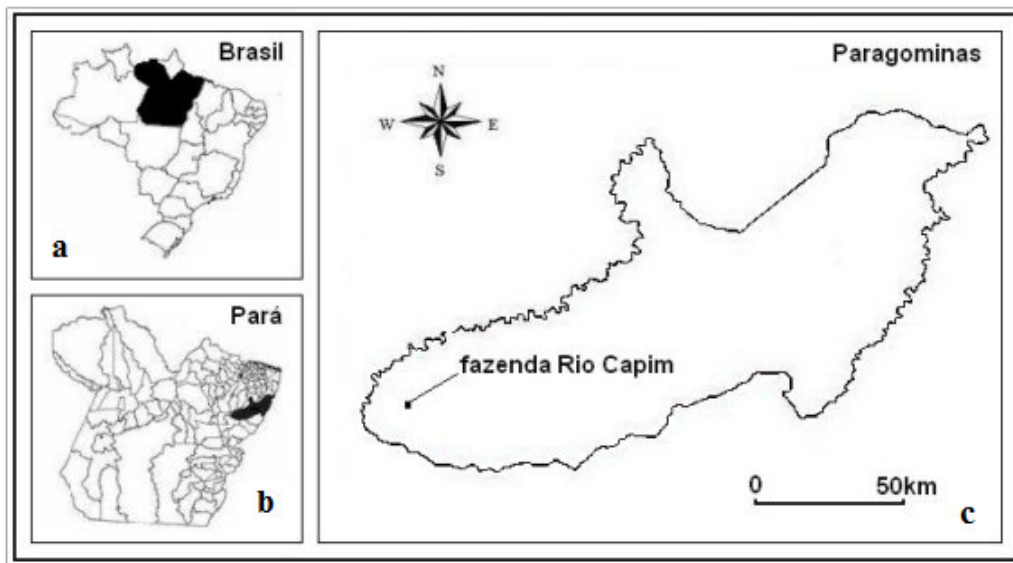 Brasil
a
Pará
b
Paragominas
N
W E
S
fazenda Rio Capim
0 50km
c